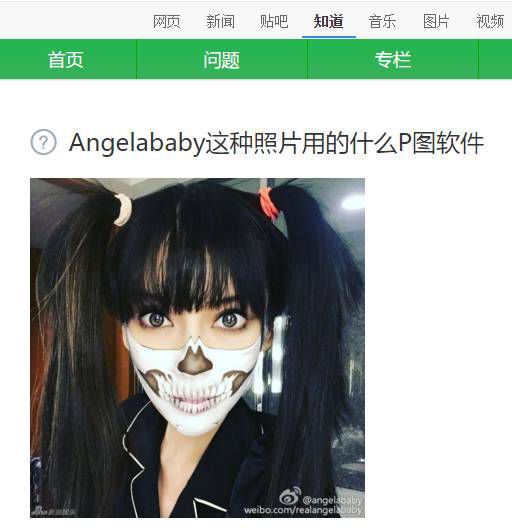 网页 新闻 贴吧 知道 音乐 图片 视频
首页 问题 专栏
? Angelababy这种照片用的什么P图软件
@angelababy
weibo.com/realangelababy